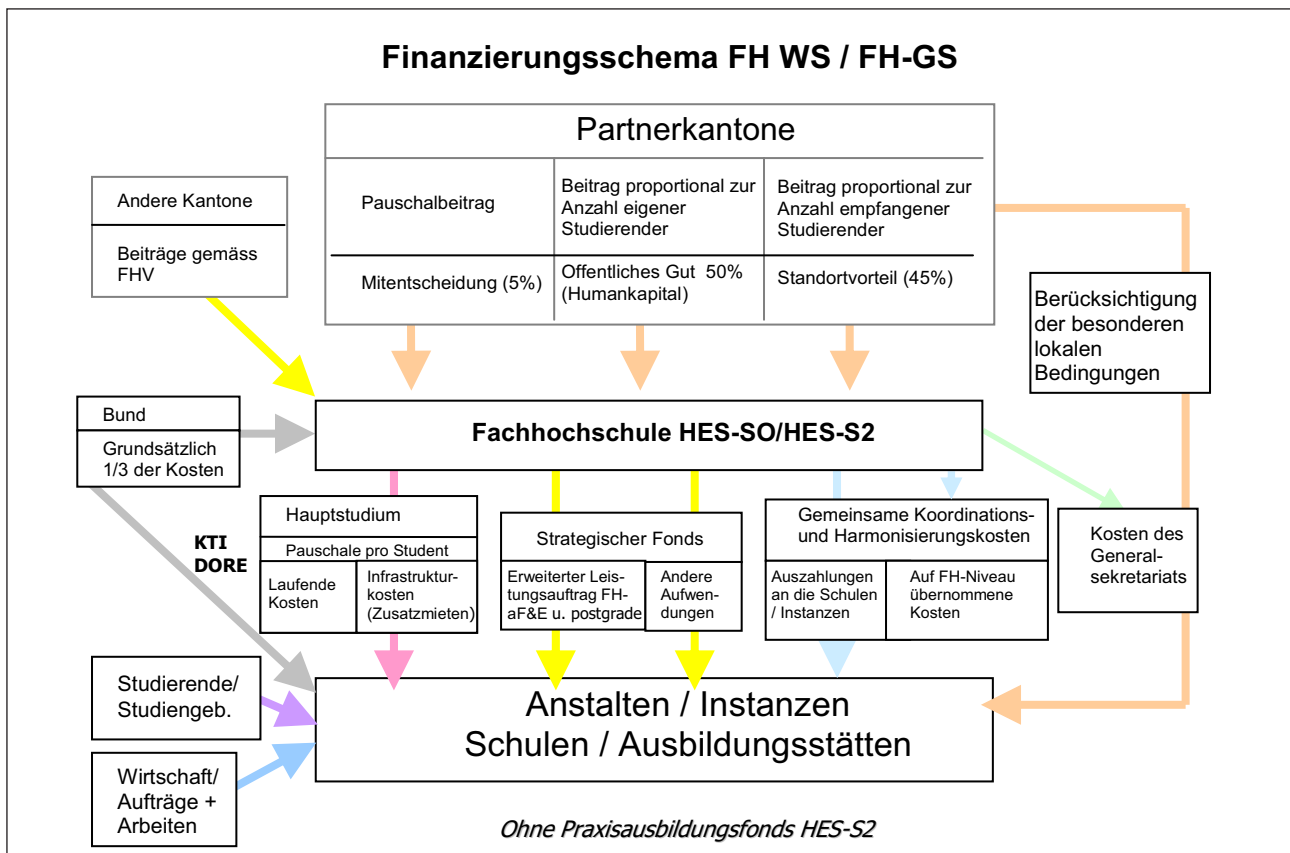 Finanzierungsschema FH WS / FH-GS
Partnerkantone
Pauschalbeitrag
Beitrag proportional zur
Anzahl eigener
Studierender
Beitrag proportional zur
Anzahl empfangener
Studierender
Mitentscheidung (5%)
Offentliches Gut 50%
(Humankapital)
Standortvorteil (45%)
Andere Kantone
Beiträge gemäss
FHV
Berücksichtigung
der besonderen
lokalen
Bedingungen
Bund
Grundsätzlich
1/3 der Kosten
Fachhochschule HES-SO/HES-S2
KTI
DORE
Hauptstudium
Pauschale pro Student
Laufende
Kosten
Infrastruktur-
kosten
(Zusatzmieten)
Strategischer Fonds
Erweiterter Leis-
tungsauftrag FH-
aF&E u. postgrade
Andere
Aufwen-
dungen
Gemeinsame Koordinations-
und Harmonisierungskosten
Auszahlungen
an die Schulen
/ Instanzen
Auf FH-Niveau
übernommene
Kosten
Kosten des
General-
sekretariats
Studierende/
Studiengeb.
Wirtschaft/
Aufträge +
Arbeiten
Anstalten / Instanzen
Schulen / Ausbildungsstätten
Ohne Praxisausbildungsfonds HES-S2